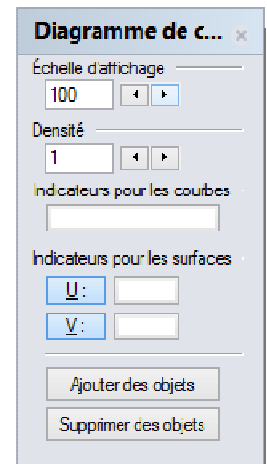 Diagramme de c...
Échelle d'affichage
100
Densité
1
Indicateurs pour les courbes
Indicateurs pour les surfaces
U :
V :
Ajouter des objets
Supprimer des objets